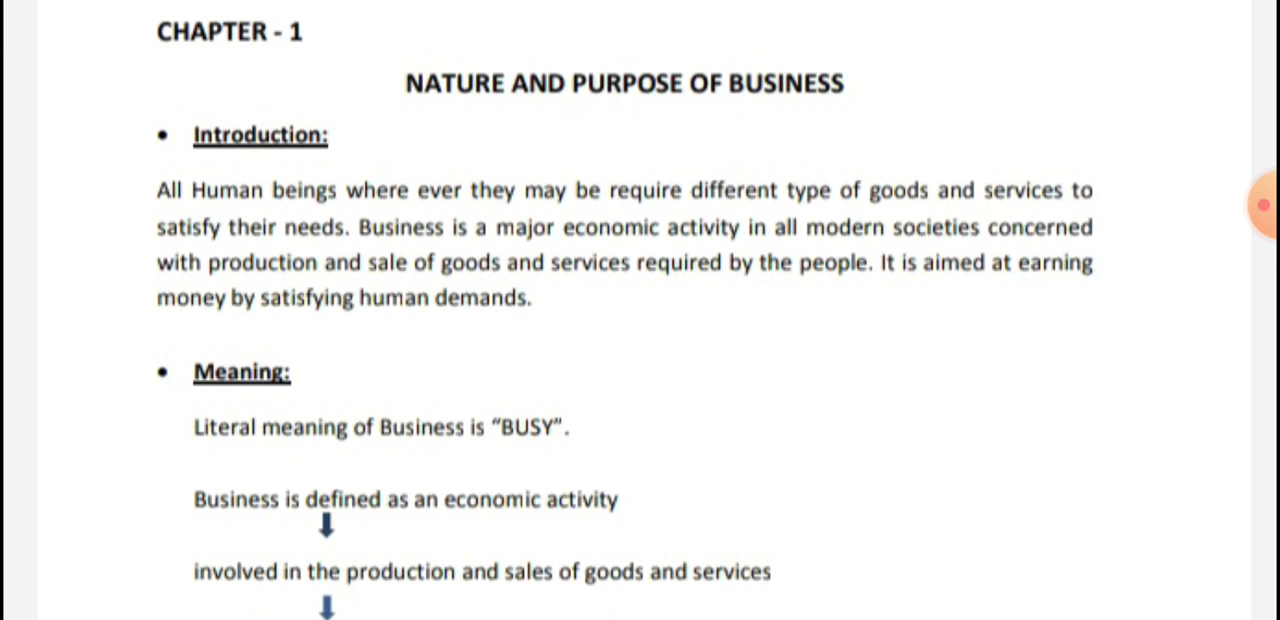 CHAPTER - 1
NATURE AND PURPOSE OF BUSINESS
• Introduction:
All Human beings where ever they may be require different type of goods and services to
satisfy their needs. Business is a major economic activity in all modern societies concerned
with production and sale of goods and services required by the people. It is aimed at earning
money by satisfying human demands.
• Meaning:
Literal meaning of Business is “BUSY”.
Business is defined as an economic activity
involved in the production and sales of goods and services